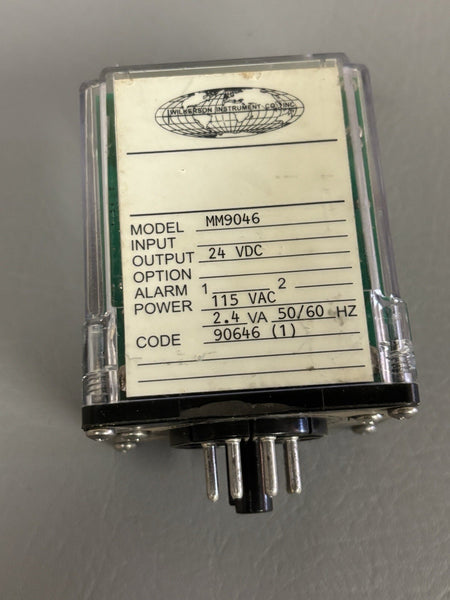 WILKERSON INSTRUMENT CO., INC.
MODEL MM9046
INPUT
OUTPUT 24 VDC
OPTION
ALARM 1 2
POWER 115 VAC
2.4 VA 50/60 HZ
CODE 90646 (1)